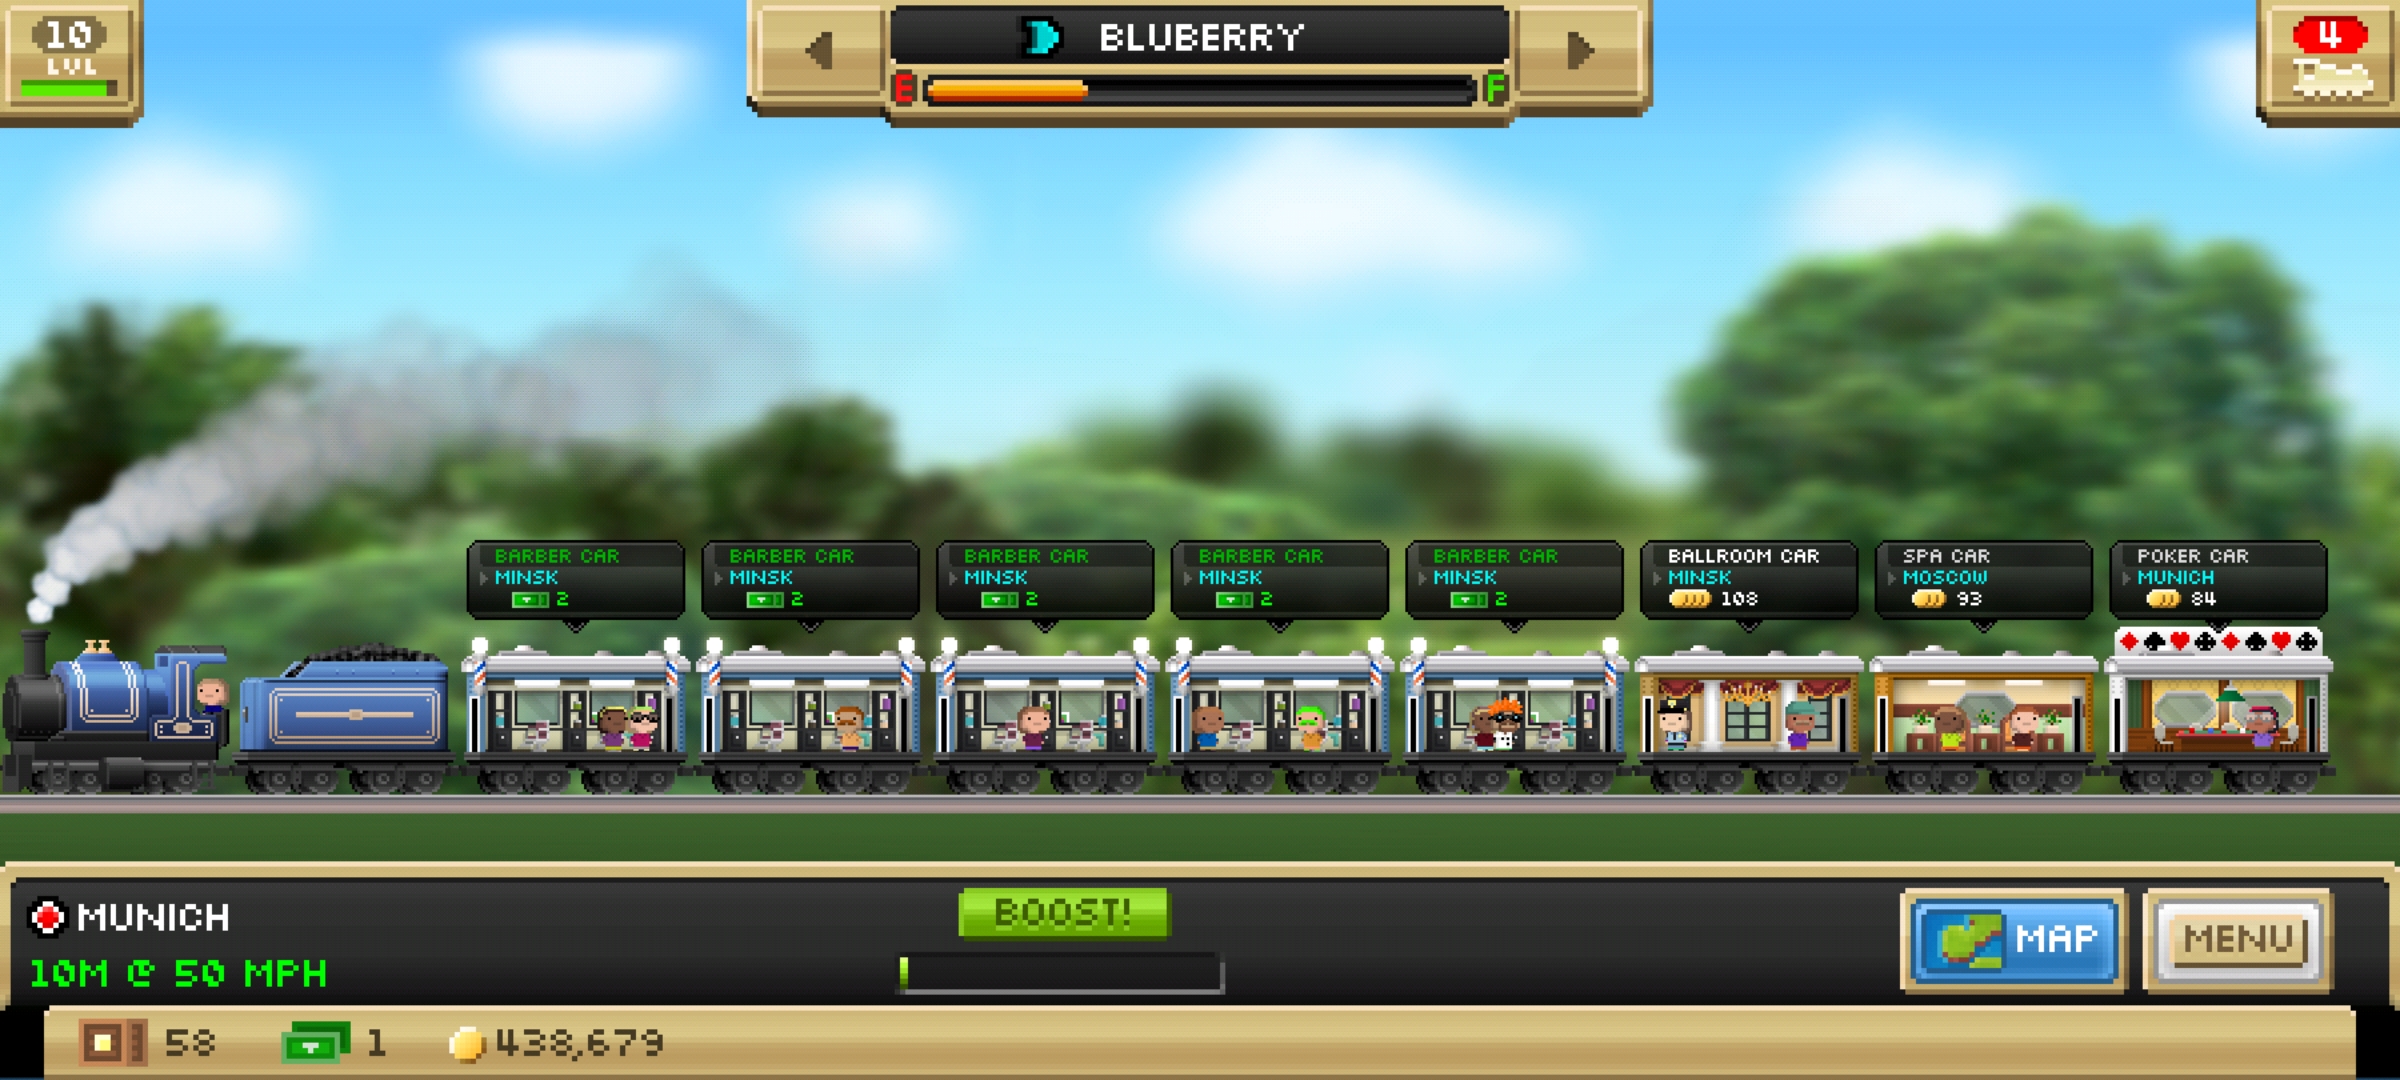 10
LVL
BLUBERRY
E
F
4
BARBER CAR
MINSK
2
BARBER CAR
MINSK
2
BARBER CAR
MINSK
2
BARBER CAR
MINSK
2
BARBER CAR
MINSK
2
BALLROOM CAR
MINSK
108
SPA CAR
MOSCOW
93
POKER CAR
MUNICH
84
MUNICH
10M @ 50 MPH
BOOST!
MAP
MENU
58
1
438,679